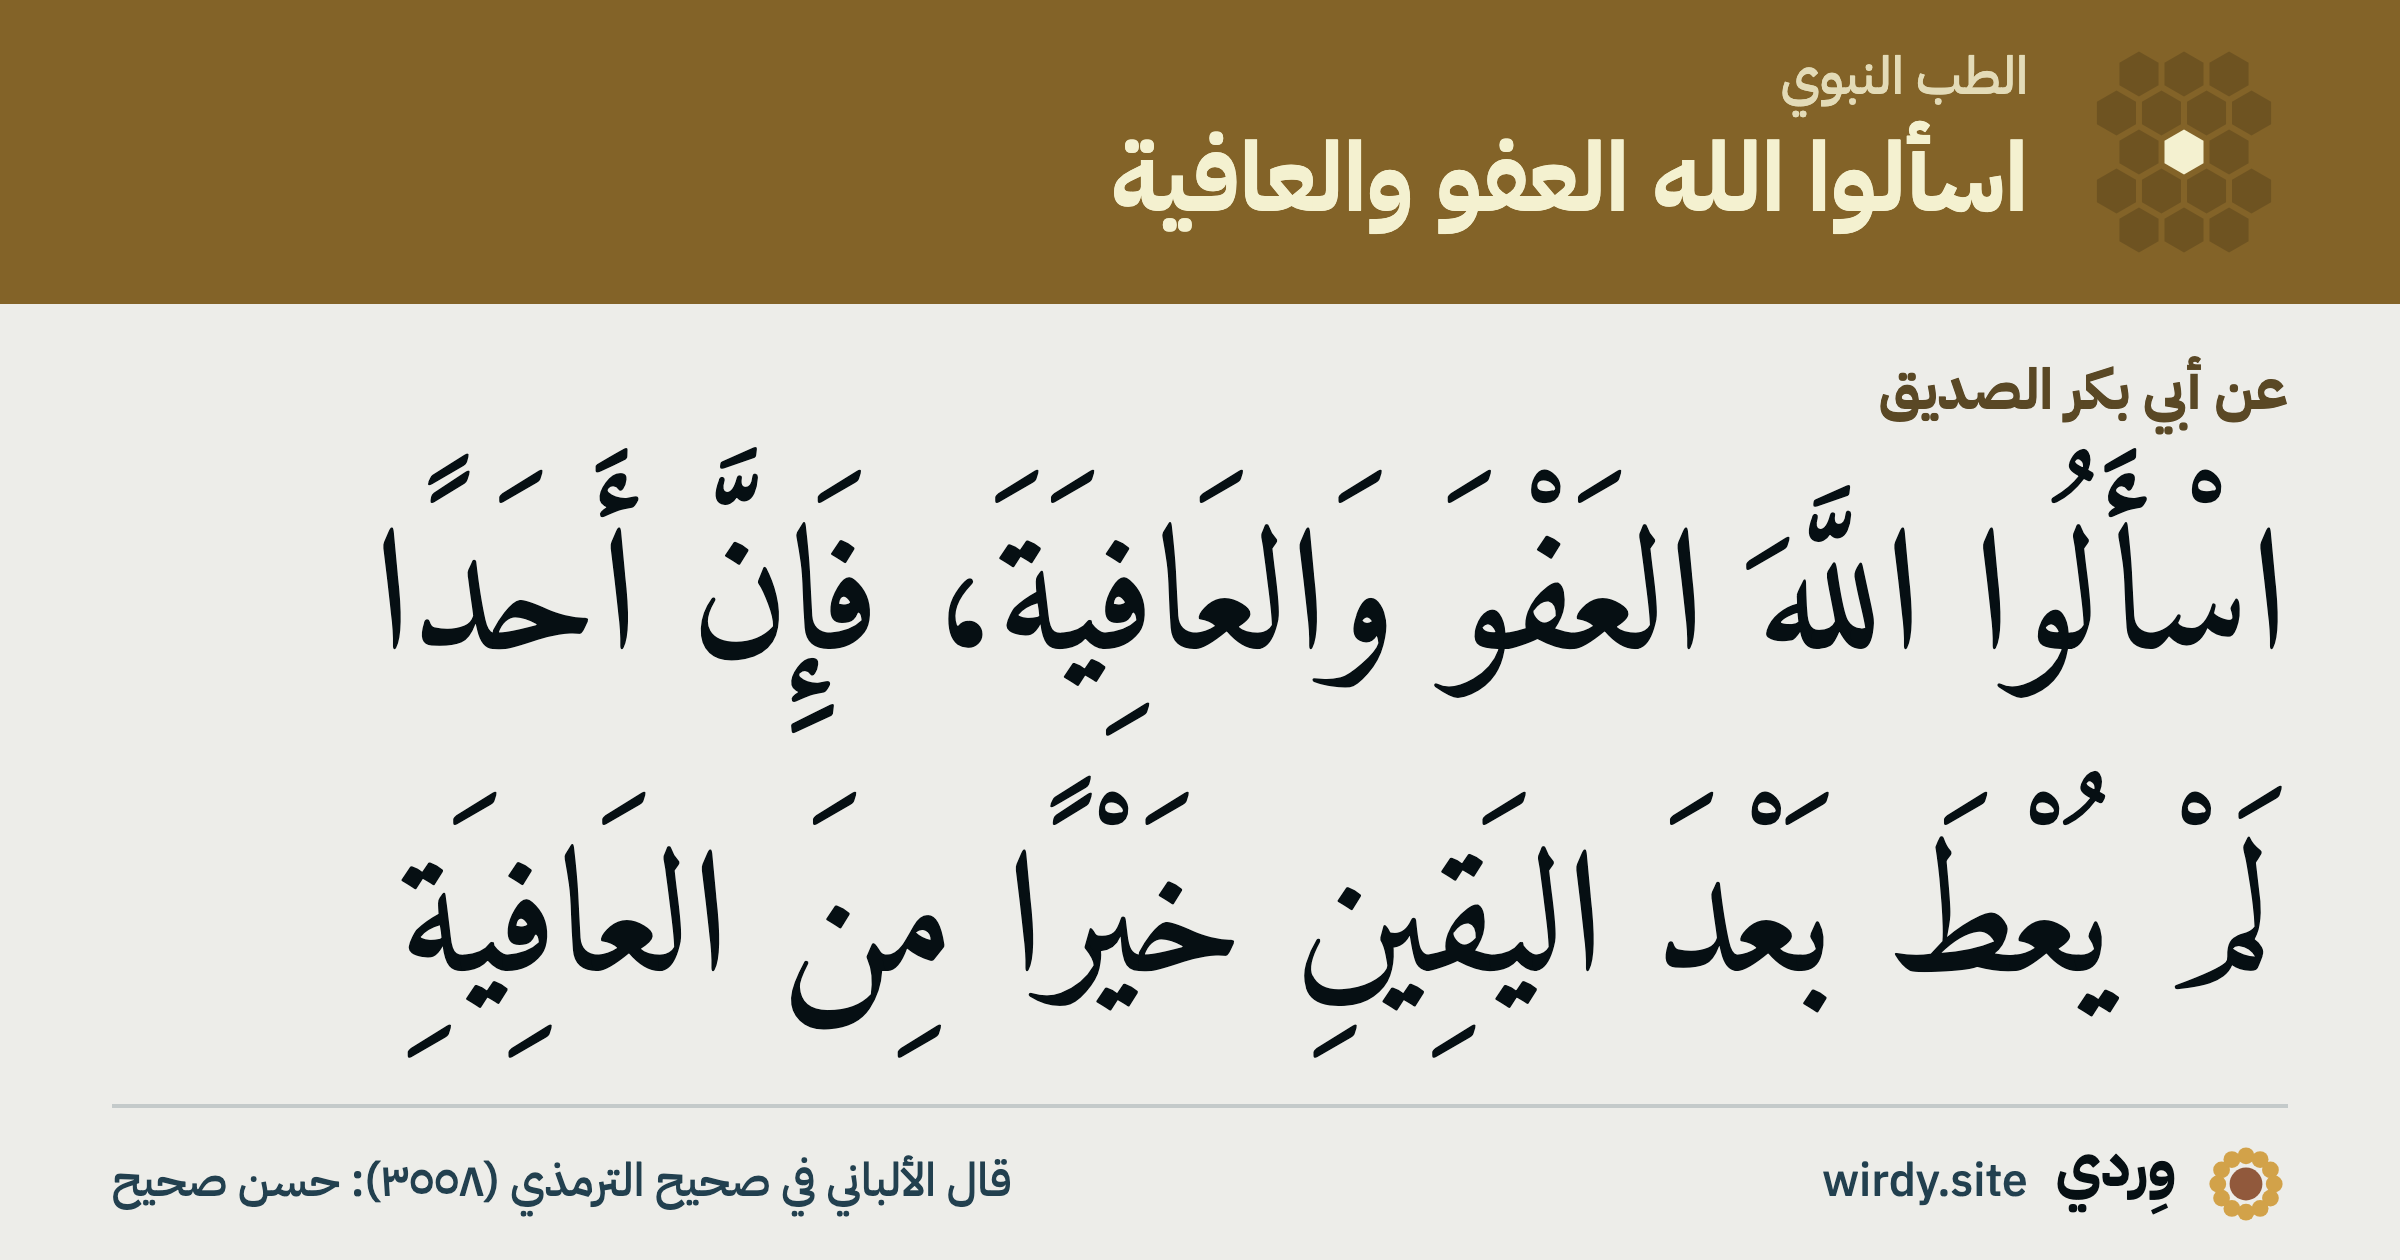 الطب النبوي
اسألوا الله العفو والعافية
عن أبي بكر الصديق
اسْأَلُوا اللَّهَ العَفْوَ وَالعَافِيَةَ، فَإِنَّ أَحَدًا
لَمْ يُعْطَ بَعْدَ اليَقِينِ خَيْرًا مِنَ العَافِيَةِ
وِردي wirdy.site
قال الألباني في صحيح الترمذي (٣٥٥٨): حسن صحيح